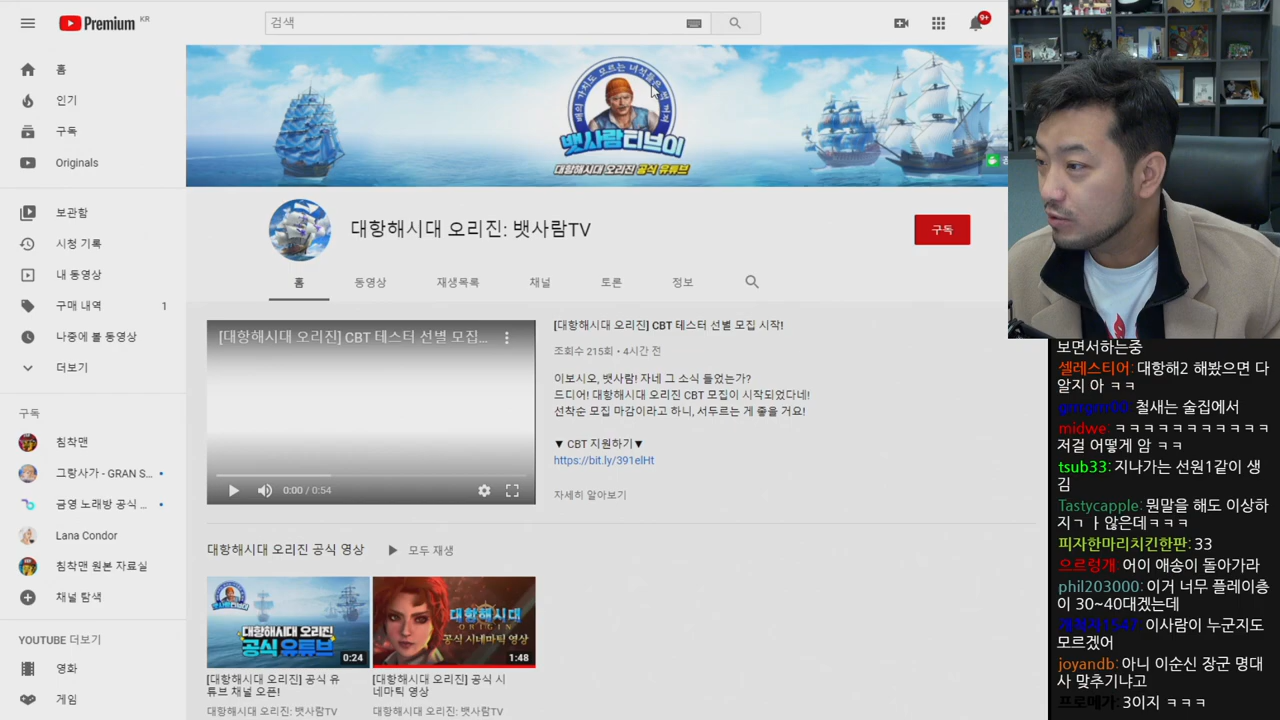 Premium KR
검색
9+
홈
인기
구독
Originals
보관함
시청 기록
내 동영상
구매 내역 1
나중에 볼 동영상
더보기
구독
침착맨
그랑사가 - GRAN S...
금영 노래방 공식 ...
Lana Condor
침착맨 원본 자료실
채널 탐색
YOUTUBE 더보기
영화
게임
뱃사람티브이
대항해시대 오리진 공식 유튜브
대항해시대 오리진: 뱃사람TV
구독
홈 동영상 재생목록 채널 토론 정보
[대항해시대 오리진] CBT 테스터 선별 모집...
0:00 / 0:54
[대항해시대 오리진] CBT 테스터 선별 모집 시작!
조회수 215회 • 4시간 전
이보시오, 뱃사람! 자네 그 소식 들었는가?
드디어! 대항해시대 오리진 CBT 모집이 시작되었다네!
선착순 모집 마감이라고 하니, 서두르는 게 좋을 거요!
▼ CBT 지원하기▼
https://bit.ly/391elHt
자세히 알아보기
대항해시대 오리진 공식 영상 모두 재생
뱃사람티브이
대항해시대 오리진
공식 유튜브
0:24
대항해시대
ORIGIN
공식 시네마틱 영상
1:48
[대항해시대 오리진] 공식 유
튜브 채널 오픈!
대항해시대 오리진: 뱃사람TV
[대항해시대 오리진] 공식 시
네마틱 영상
대항해시대 오리진: 뱃사람TV
보면서하는중
셀레스티어: 대항해2 해봤으면 다
알지 아 ㅋㅋ
철새는 술집에서
midwe: ㅋㅋㅋㅋㅋㅋㅋㅋㅋㅋㅋ
저걸 어떻게 암 ㅋㅋ
tsub33: 지나가는 선원1같이 생
김
Tastycapple: 뭔말을 해도 이상하
지ㄱㅏ 않은데ㅋㅋㅋ
피자한마리치킨한판: 33
으르렁개: 어이 애송이 돌아가라
phil203000: 이거 너무 플레이층
이 30~40대겠는데
이사람이 누군지도
모르겠어
joyandb: 아니 이순신 장군 명대
사 맞추기냐고
프로메가: 3이지 ㅋㅋㅋ